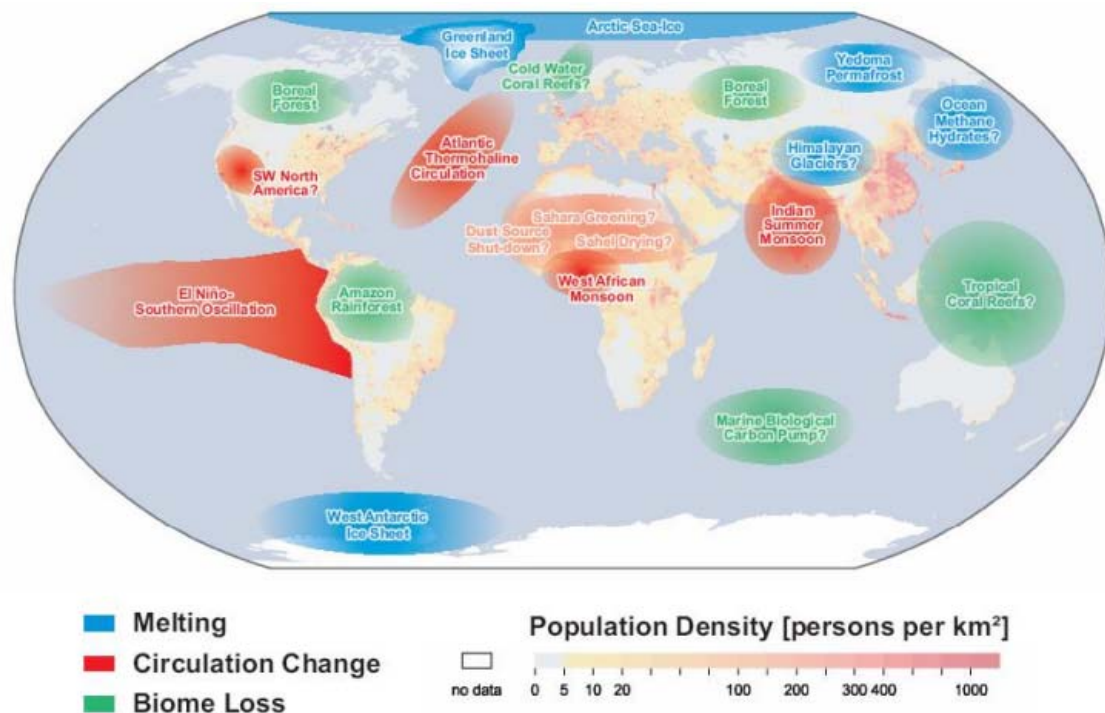 Arctic Sea-Ice
Greenland
Ice Sheet
Cold Water
Coral Reefs?
Yedoma
Permafrost
Boreal
Forest
Boreal
Forest
Ocean
Methane
Hydrates?
Atlantic
Thermohaline
Circulation
Himalayan
Glaciers?
SW North
America?
Sahara Greening?
Dust Source
Shut-down?
Sahel Drying?
Indian
Summer
Monsoon
West African
Monsoon
El Niño-
Southern Oscillation
Amazon
Rainforest
Tropical
Coral Reefs?
Marine Biological
Carbon Pump?
West Antarctic
Ice Sheet
Melting
Circulation Change
Biome Loss
Population Density [persons per km²]
no data
0 5 10 20 100 200 300 400 1000